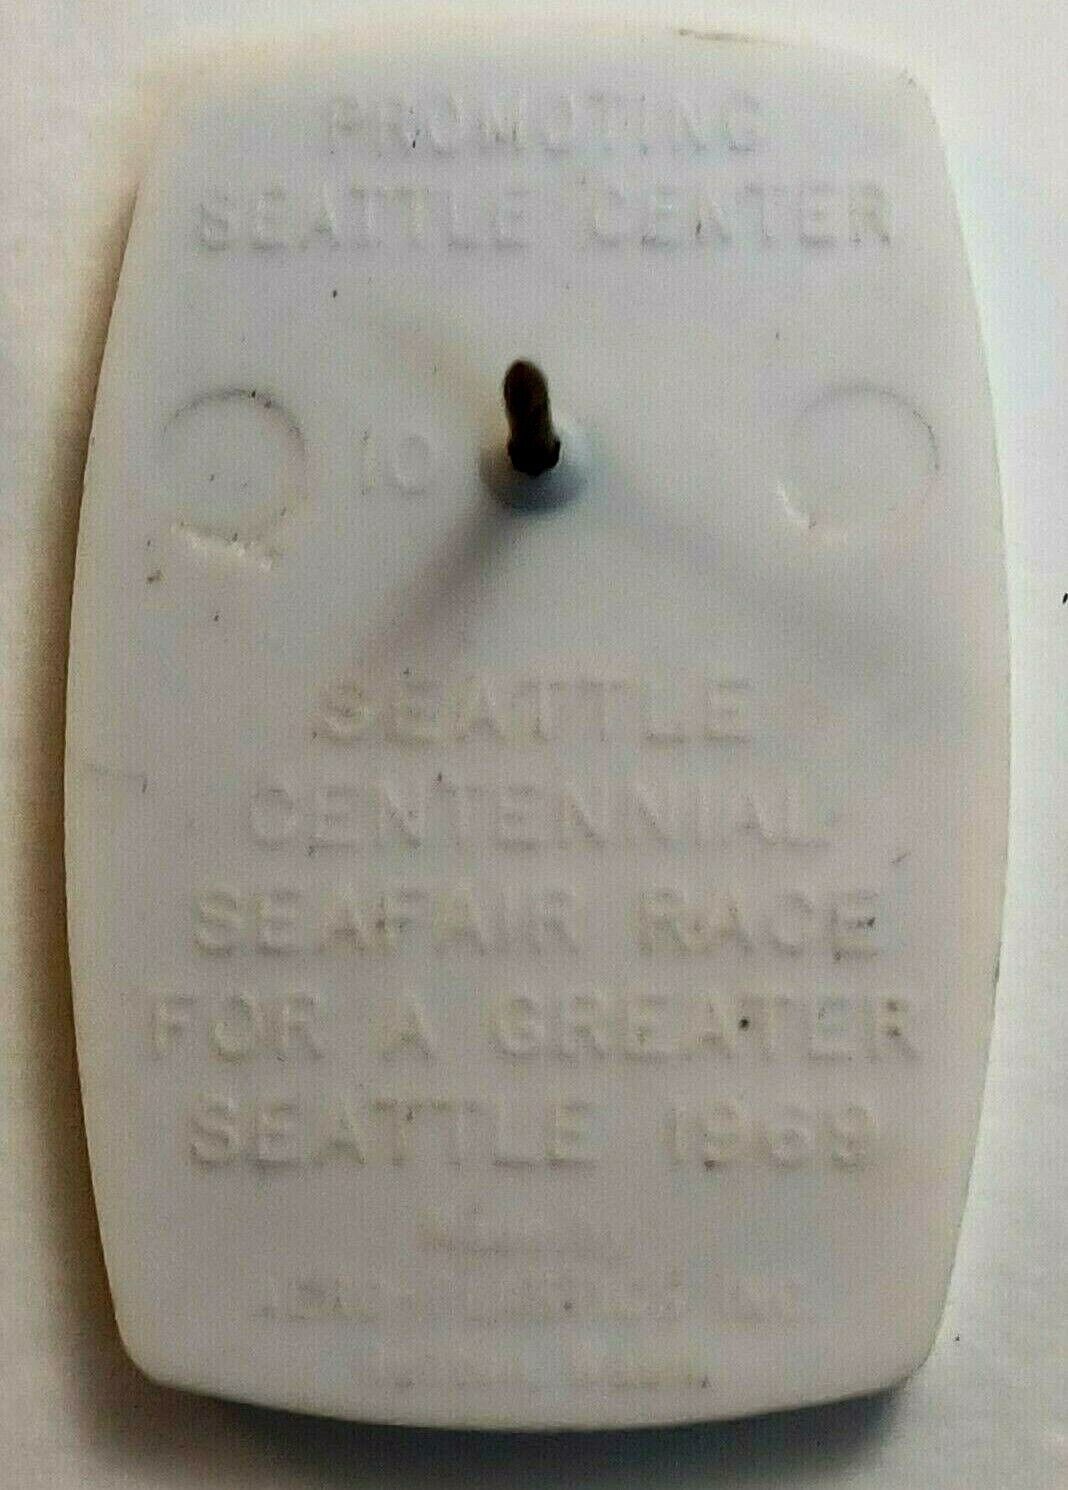 PROMOTING
SEATTLE CENTER
10
SEATTLE
CENTENNIAL
SEAFAIR RACE
FOR A GREATER
SEATTLE 1969